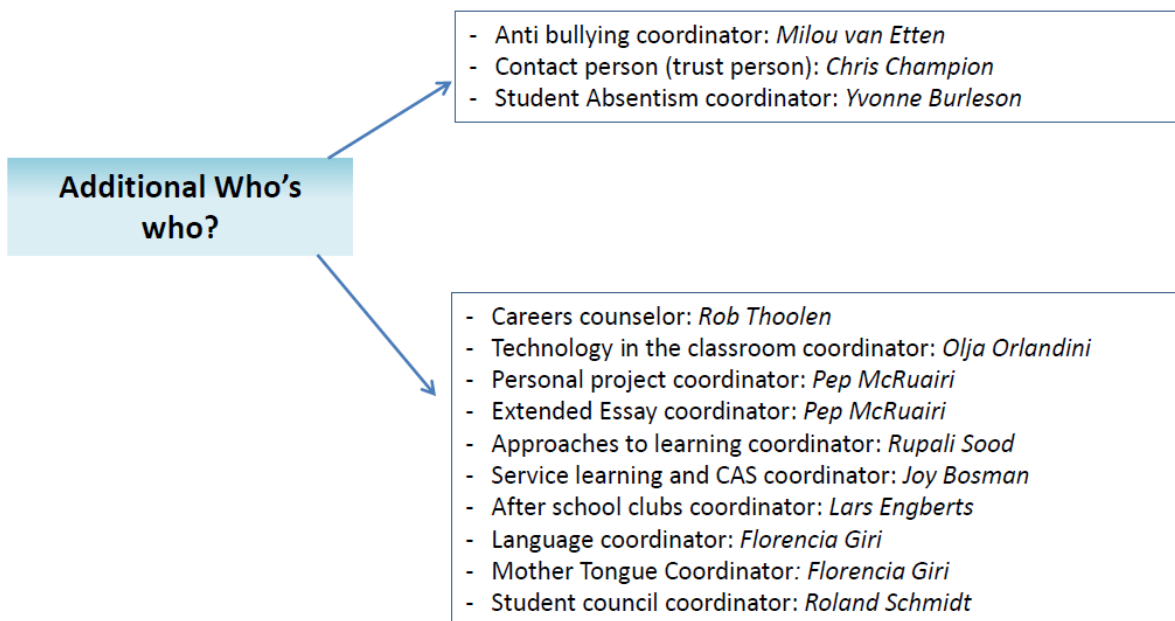 Additional Who’s
who?
- Anti bullying coordinator: Milou van Etten
- Contact person (trust person): Chris Champion
- Student Absentism coordinator: Yvonne Burleson
- Careers counselor: Rob Thoolen
- Technology in the classroom coordinator: Olja Orlandini
- Personal project coordinator: Pep McRuairi
- Extended Essay coordinator: Pep McRuairi
- Approaches to learning coordinator: Rupali Sood
- Service learning and CAS coordinator: Joy Bosman
- After school clubs coordinator: Lars Engberts
- Language coordinator: Florencia Giri
- Mother Tongue Coordinator: Florencia Giri
- Student council coordinator: Roland Schmidt